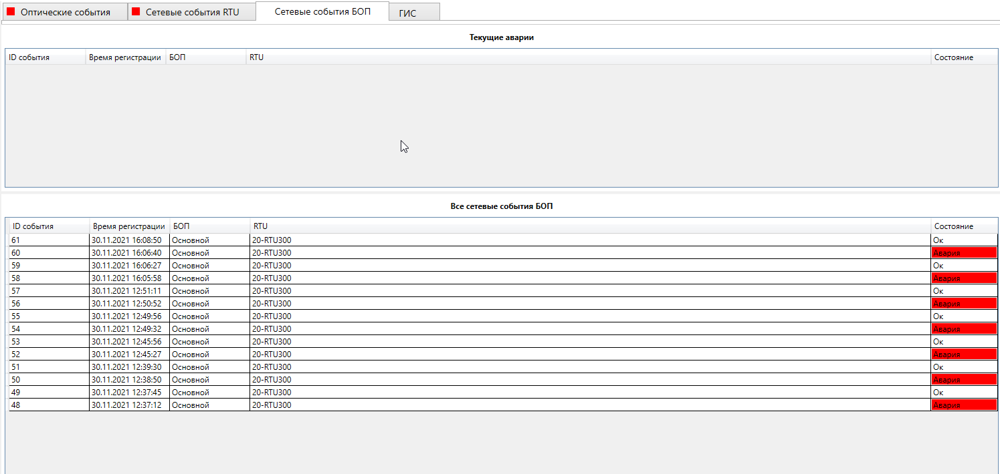 Оптические события Сетевые события RTU Сетевые события БОП ГИС
Текущие аварии
ID события Время регистрации БОП RTU Состояние
Все сетевые события БОП
ID события Время регистрации БОП RTU Состояние
61 30.11.2021 16:08:50 Основной 20-RTU300 Ок
60 30.11.2021 16:06:40 Основной 20-RTU300 Авария
59 30.11.2021 16:06:27 Основной 20-RTU300 Ок
58 30.11.2021 16:05:58 Основной 20-RTU300 Авария
57 30.11.2021 12:51:11 Основной 20-RTU300 Ок
56 30.11.2021 12:50:52 Основной 20-RTU300 Авария
55 30.11.2021 12:49:56 Основной 20-RTU300 Ок
54 30.11.2021 12:49:32 Основной 20-RTU300 Авария
53 30.11.2021 12:45:56 Основной 20-RTU300 Ок
52 30.11.2021 12:45:27 Основной 20-RTU300 Авария
51 30.11.2021 12:39:30 Основной 20-RTU300 Ок
50 30.11.2021 12:38:50 Основной 20-RTU300 Авария
49 30.11.2021 12:37:45 Основной 20-RTU300 Ок
48 30.11.2021 12:37:12 Основной 20-RTU300 Авария